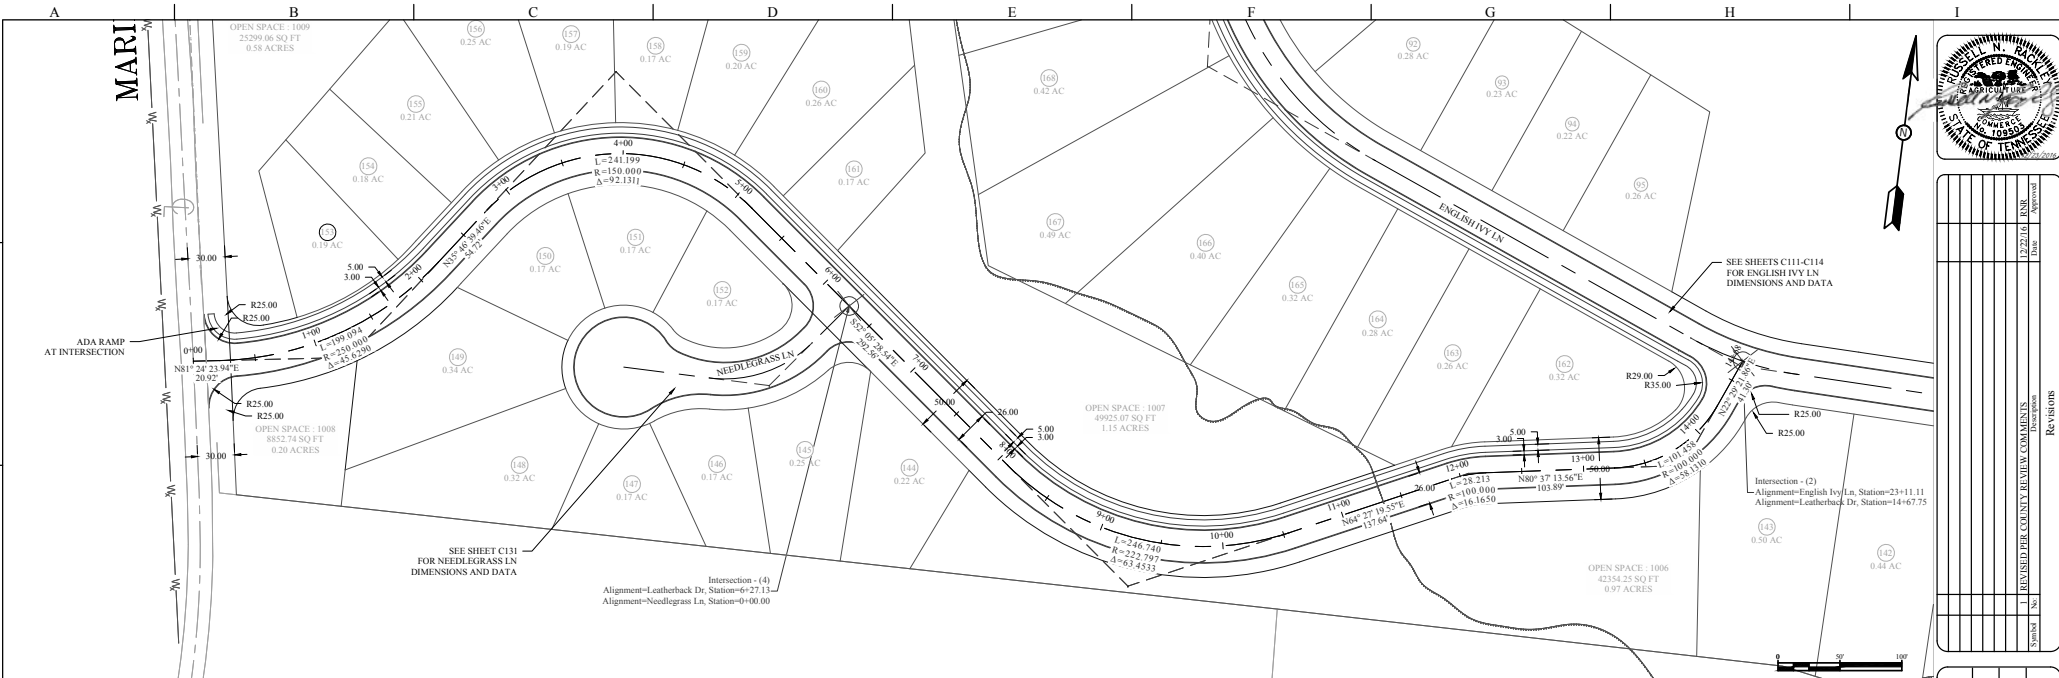 A B C D E F G H I
MARI
OPEN SPACE : 1009
25299.06 SQ FT
0.58 ACRES
156
0.25 AC
157
0.19 AC
158
0.17 AC
159
0.20 AC
160
0.26 AC
155
0.21 AC
154
0.18 AC
153
0.19 AC
161
0.17 AC
168
0.42 AC
167
0.49 AC
166
0.40 AC
165
0.32 AC
164
0.28 AC
163
0.26 AC
162
0.32 AC
92
0.28 AC
93
0.23 AC
94
0.22 AC
95
0.26 AC
ENGLISH IVY LN
SEE SHEETS C111-C114
FOR ENGLISH IVY LN
DIMENSIONS AND DATA
N
RUSSELL N. RACKLEY
REGISTERED ENGINEER
AGRICULTURE
COMMERCE
No. 109503
STATE OF TENNESSEE
30.00
5.00
3.00
R25.00
R25.00
ADA RAMP
AT INTERSECTION
0+00
N81° 24' 23.94"E
20.92'
1+00
L=199.094
R=250.000
Δ=45.6290
2+00
N35° 46' 39.46"E
54.72'
3+00
4+00
L=241.199
R=150.000
Δ=92.1311
5+00
6+00
150
0.17 AC
151
0.17 AC
152
0.17 AC
149
0.34 AC
NEEDLEGRASS LN
S52° 05' 28.54"E
292.56'
7+00
R25.00
R25.00
OPEN SPACE : 1008
8852.74 SQ FT
0.20 ACRES
30.00
148
0.32 AC
147
0.17 AC
146
0.17 AC
145
0.25 AC
144
0.22 AC
50.00
26.00
5.00
3.00
8+00
OPEN SPACE : 1007
49925.07 SQ FT
1.15 ACRES
9+00
L=246.740
R=222.797
Δ=63.4533
10+00
11+00
N64° 27' 19.55"E
137.64'
26.00
12+00
L=28.213
R=100.000
Δ=16.1650
5.00
3.00
13+00
50.00
N80° 37' 13.56"E
103.89'
14+00
L=101.458
R=100.000
Δ=58.1310
N22° 29' 21.86"E
41.30'
R29.00
R35.00
R25.00
R25.00
Intersection - (2)
Alignment=English Ivy Ln, Station=23+11.11
Alignment=Leatherback Dr, Station=14+67.75
143
0.50 AC
142
0.44 AC
OPEN SPACE : 1006
42354.25 SQ FT
0.97 ACRES
SEE SHEET C131
FOR NEEDLEGRASS LN
DIMENSIONS AND DATA
Intersection - (4)
Alignment=Leatherback Dr, Station=6+27.13
Alignment=Needlegrass Ln, Station=0+00.00
0 50' 100'
1 REVISED PER COUNTY REVIEW COMMENTS 12/22/16 RNR
Symbol No: Description Date Approved
Revisions